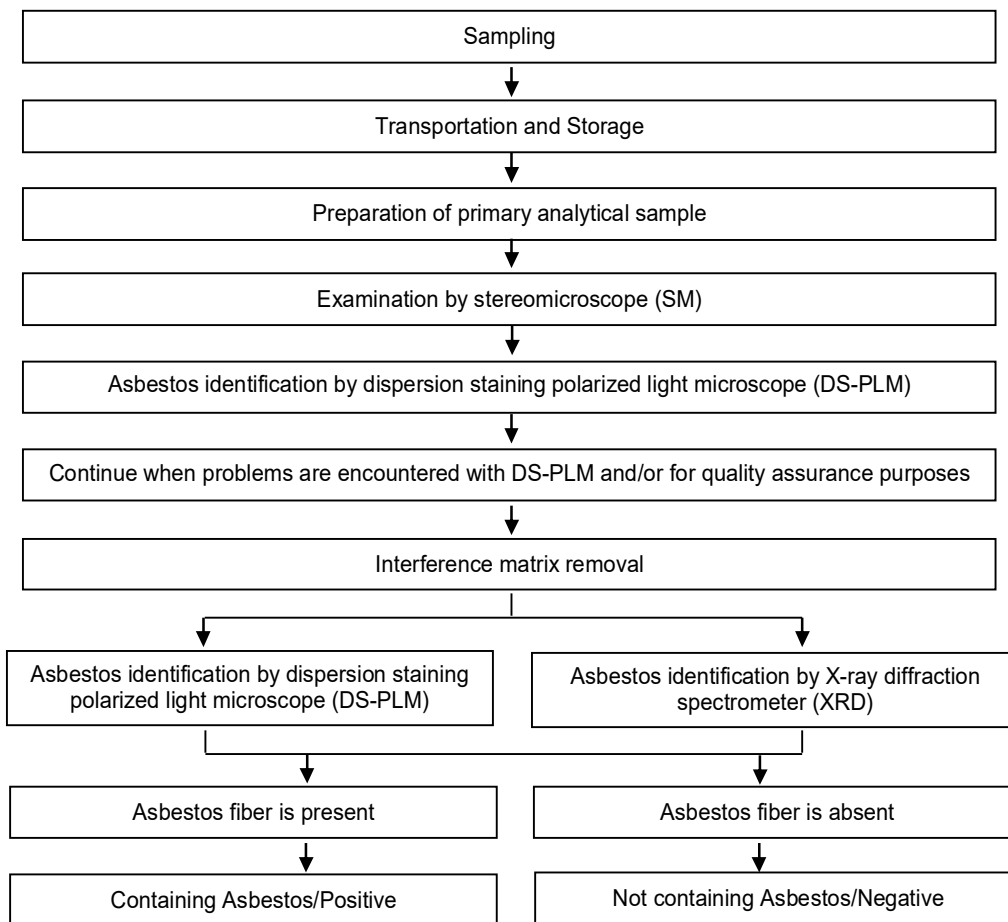 Sampling
Transportation and Storage
Preparation of primary analytical sample
Examination by stereomicroscope (SM)
Asbestos identification by dispersion staining polarized light microscope (DS-PLM)
Continue when problems are encountered with DS-PLM and/or for quality assurance purposes
Interference matrix removal
Asbestos identification by dispersion staining
polarized light microscope (DS-PLM)
Asbestos identification by X-ray diffraction
spectrometer (XRD)
Asbestos fiber is present
Asbestos fiber is absent
Containing Asbestos/Positive
Not containing Asbestos/Negative